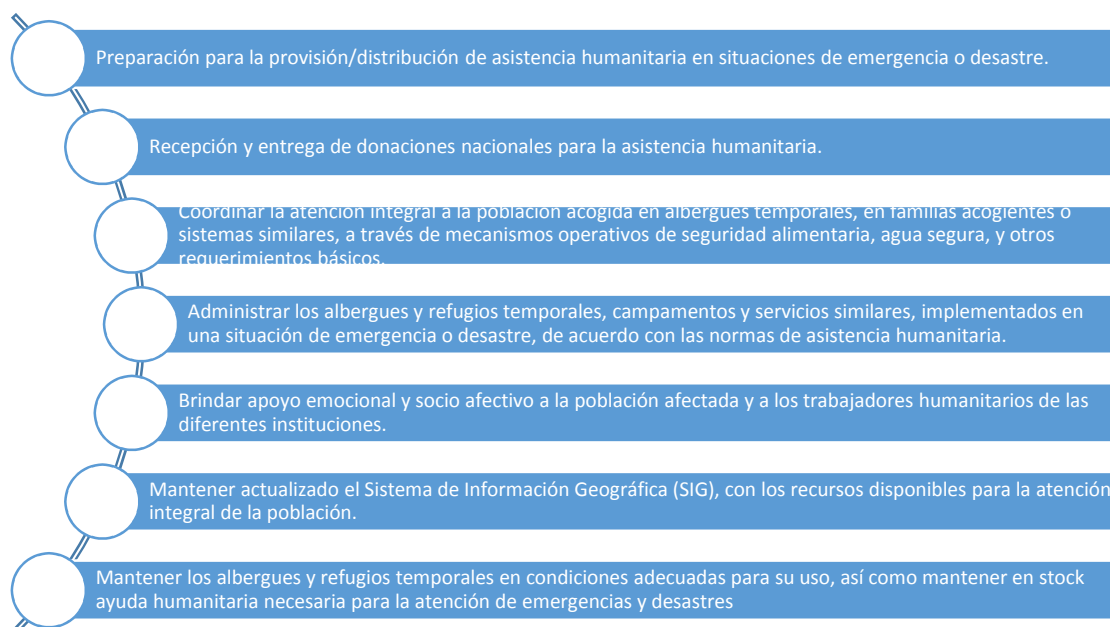 Preparación para la provisión/distribución de asistencia humanitaria en situaciones de emergencia o desastre.
Recepción y entrega de donaciones nacionales para la asistencia humanitaria.
Coordinar la atención integral a la población acogida en albergues temporales, en familias acogientes o
sistemas similares, a través de mecanismos operativos de seguridad alimentaria, agua segura, y otros
requerimientos básicos.
Administrar los albergues y refugios temporales, campamentos y servicios similares, implementados en
una situación de emergencia o desastre, de acuerdo con las normas de asistencia humanitaria.
Brindar apoyo emocional y socio afectivo a la población afectada y a los trabajadores humanitarios de las
diferentes instituciones.
Mantener actualizado el Sistema de Información Geográfica (SIG), con los recursos disponibles para la atención
integral de la población.
Mantener los albergues y refugios temporales en condiciones adecuadas para su uso, así como mantener en stock
ayuda humanitaria necesaria para la atención de emergencias y desastres